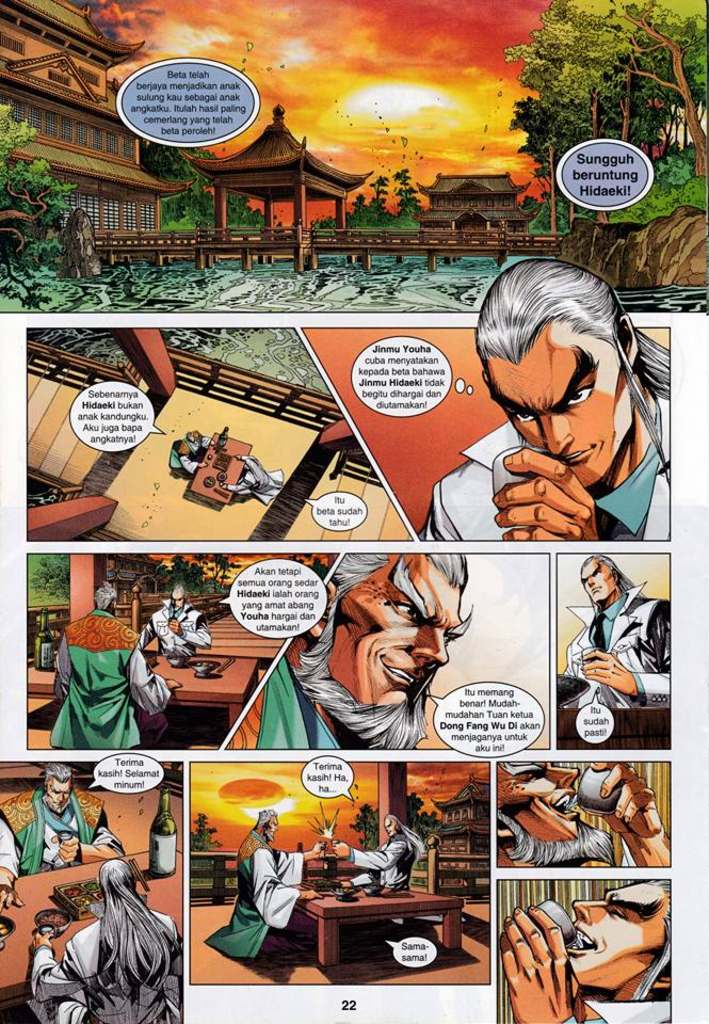 Beta telah
berjaya menjadikan anak
sulung kau sebagai anak
angkatku. Itulah hasil paling
cemerlang yang telah
beta peroleh!
Sungguh
beruntung
Hidaeki!
Sebenarnya
Hidaeki bukan
anak kandungku.
Aku juga bapa
angkatnya!
Itu
beta sudah
tahu!
Jinmu Youha
cuba menyatakan
kepada beta bahawa
Jinmu Hidaeki tidak
begitu dihargai dan
diutamakan!
Akan tetapi
semua orang sedar
Hidaeki ialah orang
yang amat abang
Youha hargai dan
utamakan!
Itu memang
benar! Mudah-
mudahan Tuan ketua
Dong Fang Wu Di akan
menjaganya untuk
aku ini!
Itu
sudah
pasti!
Terima
kasih! Selamat
minum!
Terima
kasih! Ha,
ha...
Sama-
sama!
22